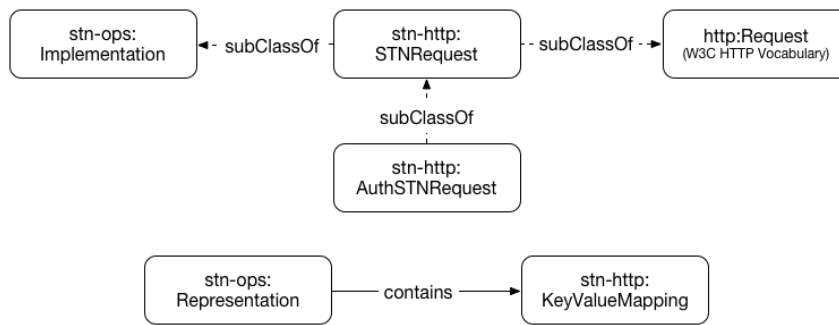 stn-ops:
Implementation
subClassOf
stn-http:
STNRequest
subClassOf
http:Request
(W3C HTTP Vocabulary)
subClassOf
stn-http:
AuthSTNRequest
stn-ops:
Representation
contains
stn-http:
KeyValueMapping